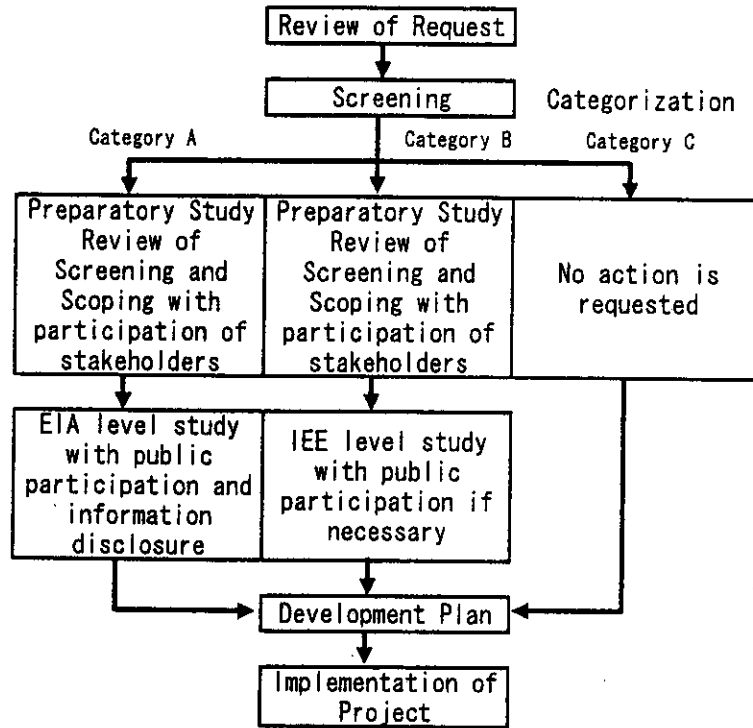 Review of Request
Screening
Categorization
Category A
Category B
Category C
Preparatory Study
Review of
Screening and
Scoping with
participation of
stakeholders
Preparatory Study
Review of
Screening and
Scoping with
participation of
stakeholders
No action is
requested
EIA level study
with public
participation and
information
disclosure
IEE level study
with public
participation if
necessary
Development Plan
Implementation of
Project